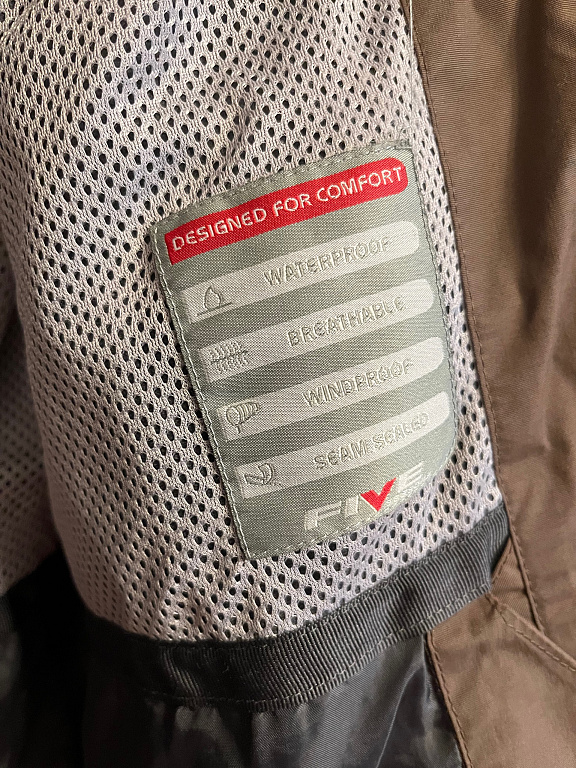 DESIGNED FOR COMFORT
WATERPROOF
BREATHABLE
WINDPROOF
SEAM SEALED
FIVE